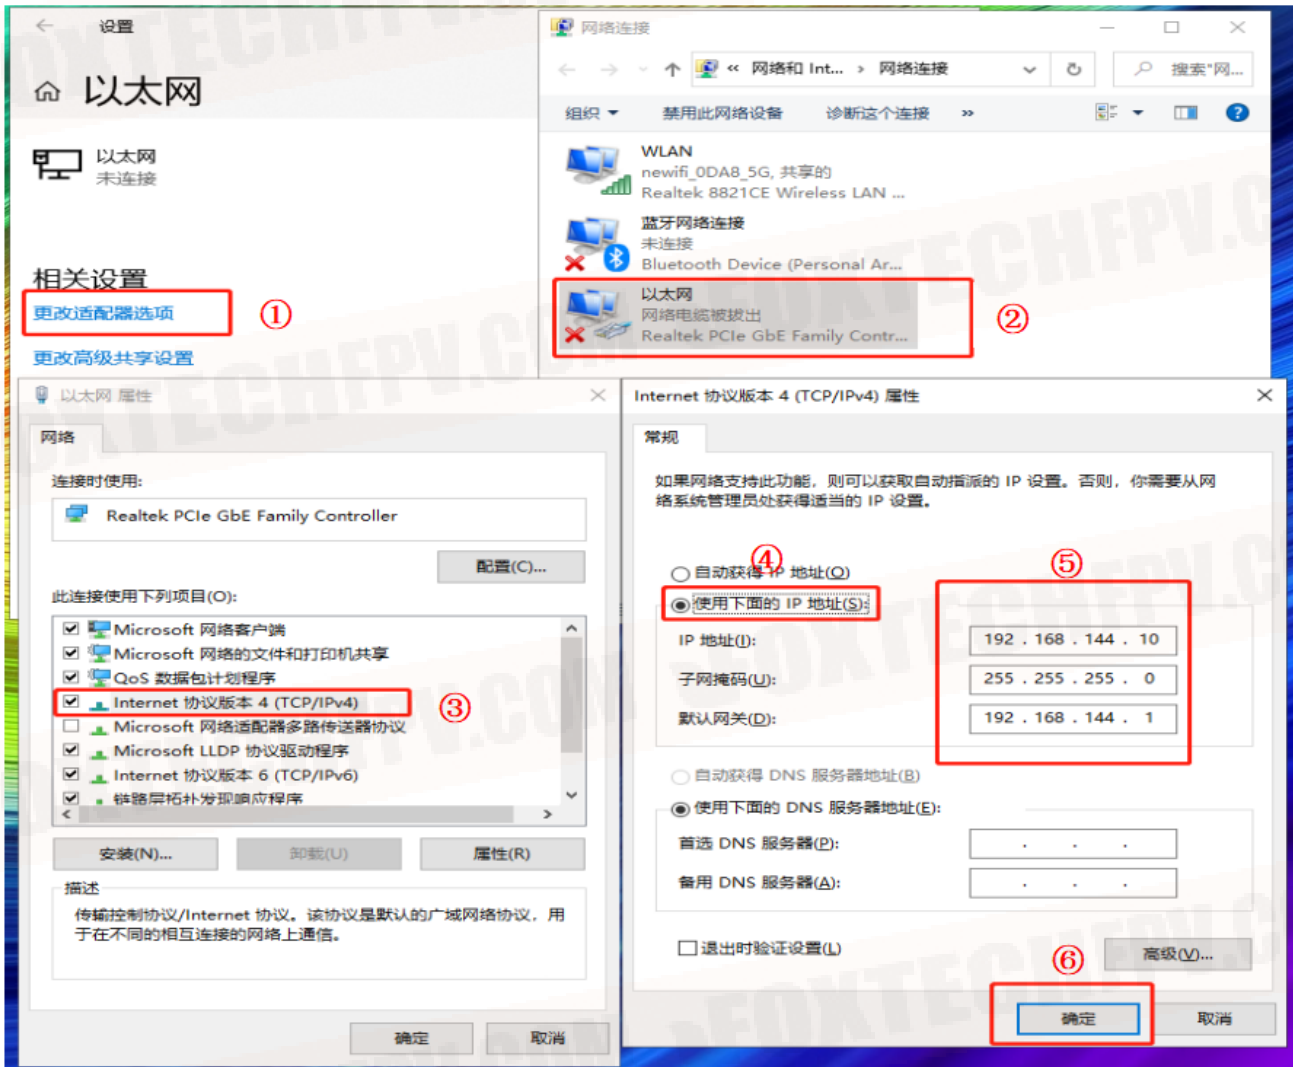 设置
以太网
以太网
未连接
相关设置
更改适配器选项
①
更改高级共享设置
网络连接
« 网络和 Int... › 网络连接
搜索"网...
组织
禁用此网络设备
诊断这个连接
»
WLAN
newifi_0DA8_5G, 共享的
Realtek 8821CE Wireless LAN ...
蓝牙网络连接
未连接
Bluetooth Device (Personal Ar...
以太网
网络电缆被拔出
Realtek PCIe GbE Family Contr...
②
以太网 属性
网络
连接时使用:
Realtek PCIe GbE Family Controller
配置(C)...
此连接使用下列项目(O):
Microsoft 网络客户端
Microsoft 网络的文件和打印机共享
QoS 数据包计划程序
Internet 协议版本 4 (TCP/IPv4)
③
Microsoft 网络适配器多路传送器协议
Microsoft LLDP 协议驱动程序
Internet 协议版本 6 (TCP/IPv6)
链路层拓扑发现响应程序
安装(N)...
卸载(U)
属性(R)
描述
传输控制协议/Internet 协议。该协议是默认的广域网络协议，用
于在不同的相互连接的网络上通信。
确定
取消
Internet 协议版本 4 (TCP/IPv4) 属性
常规
如果网络支持此功能，则可以获取自动指派的 IP 设置。否则，你需要从网
络系统管理员处获得适当的 IP 设置。
④
⑤
自动获得 IP 地址(O)
使用下面的 IP 地址(S):
IP 地址(I):
192 . 168 . 144 . 10
子网掩码(U):
255 . 255 . 255 . 0
默认网关(D):
192 . 168 . 144 . 1
自动获得 DNS 服务器地址(B)
使用下面的 DNS 服务器地址(E):
首选 DNS 服务器(P):
. . .
备用 DNS 服务器(A):
. . .
退出时验证设置(L)
⑥
高级(V)...
确定
取消
FOXTECHFPV.COM